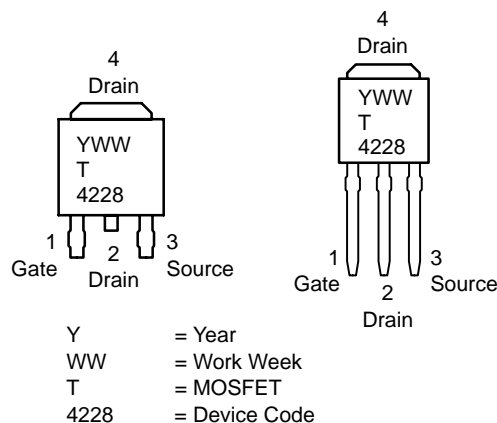 4
Drain
YWW
T
4228
1
Gate
2
Drain
3
Source
4
Drain
YWW
T
4228
1
Gate
2
Drain
3
Source
Y = Year
WW = Work Week
T = MOSFET
4228 = Device Code